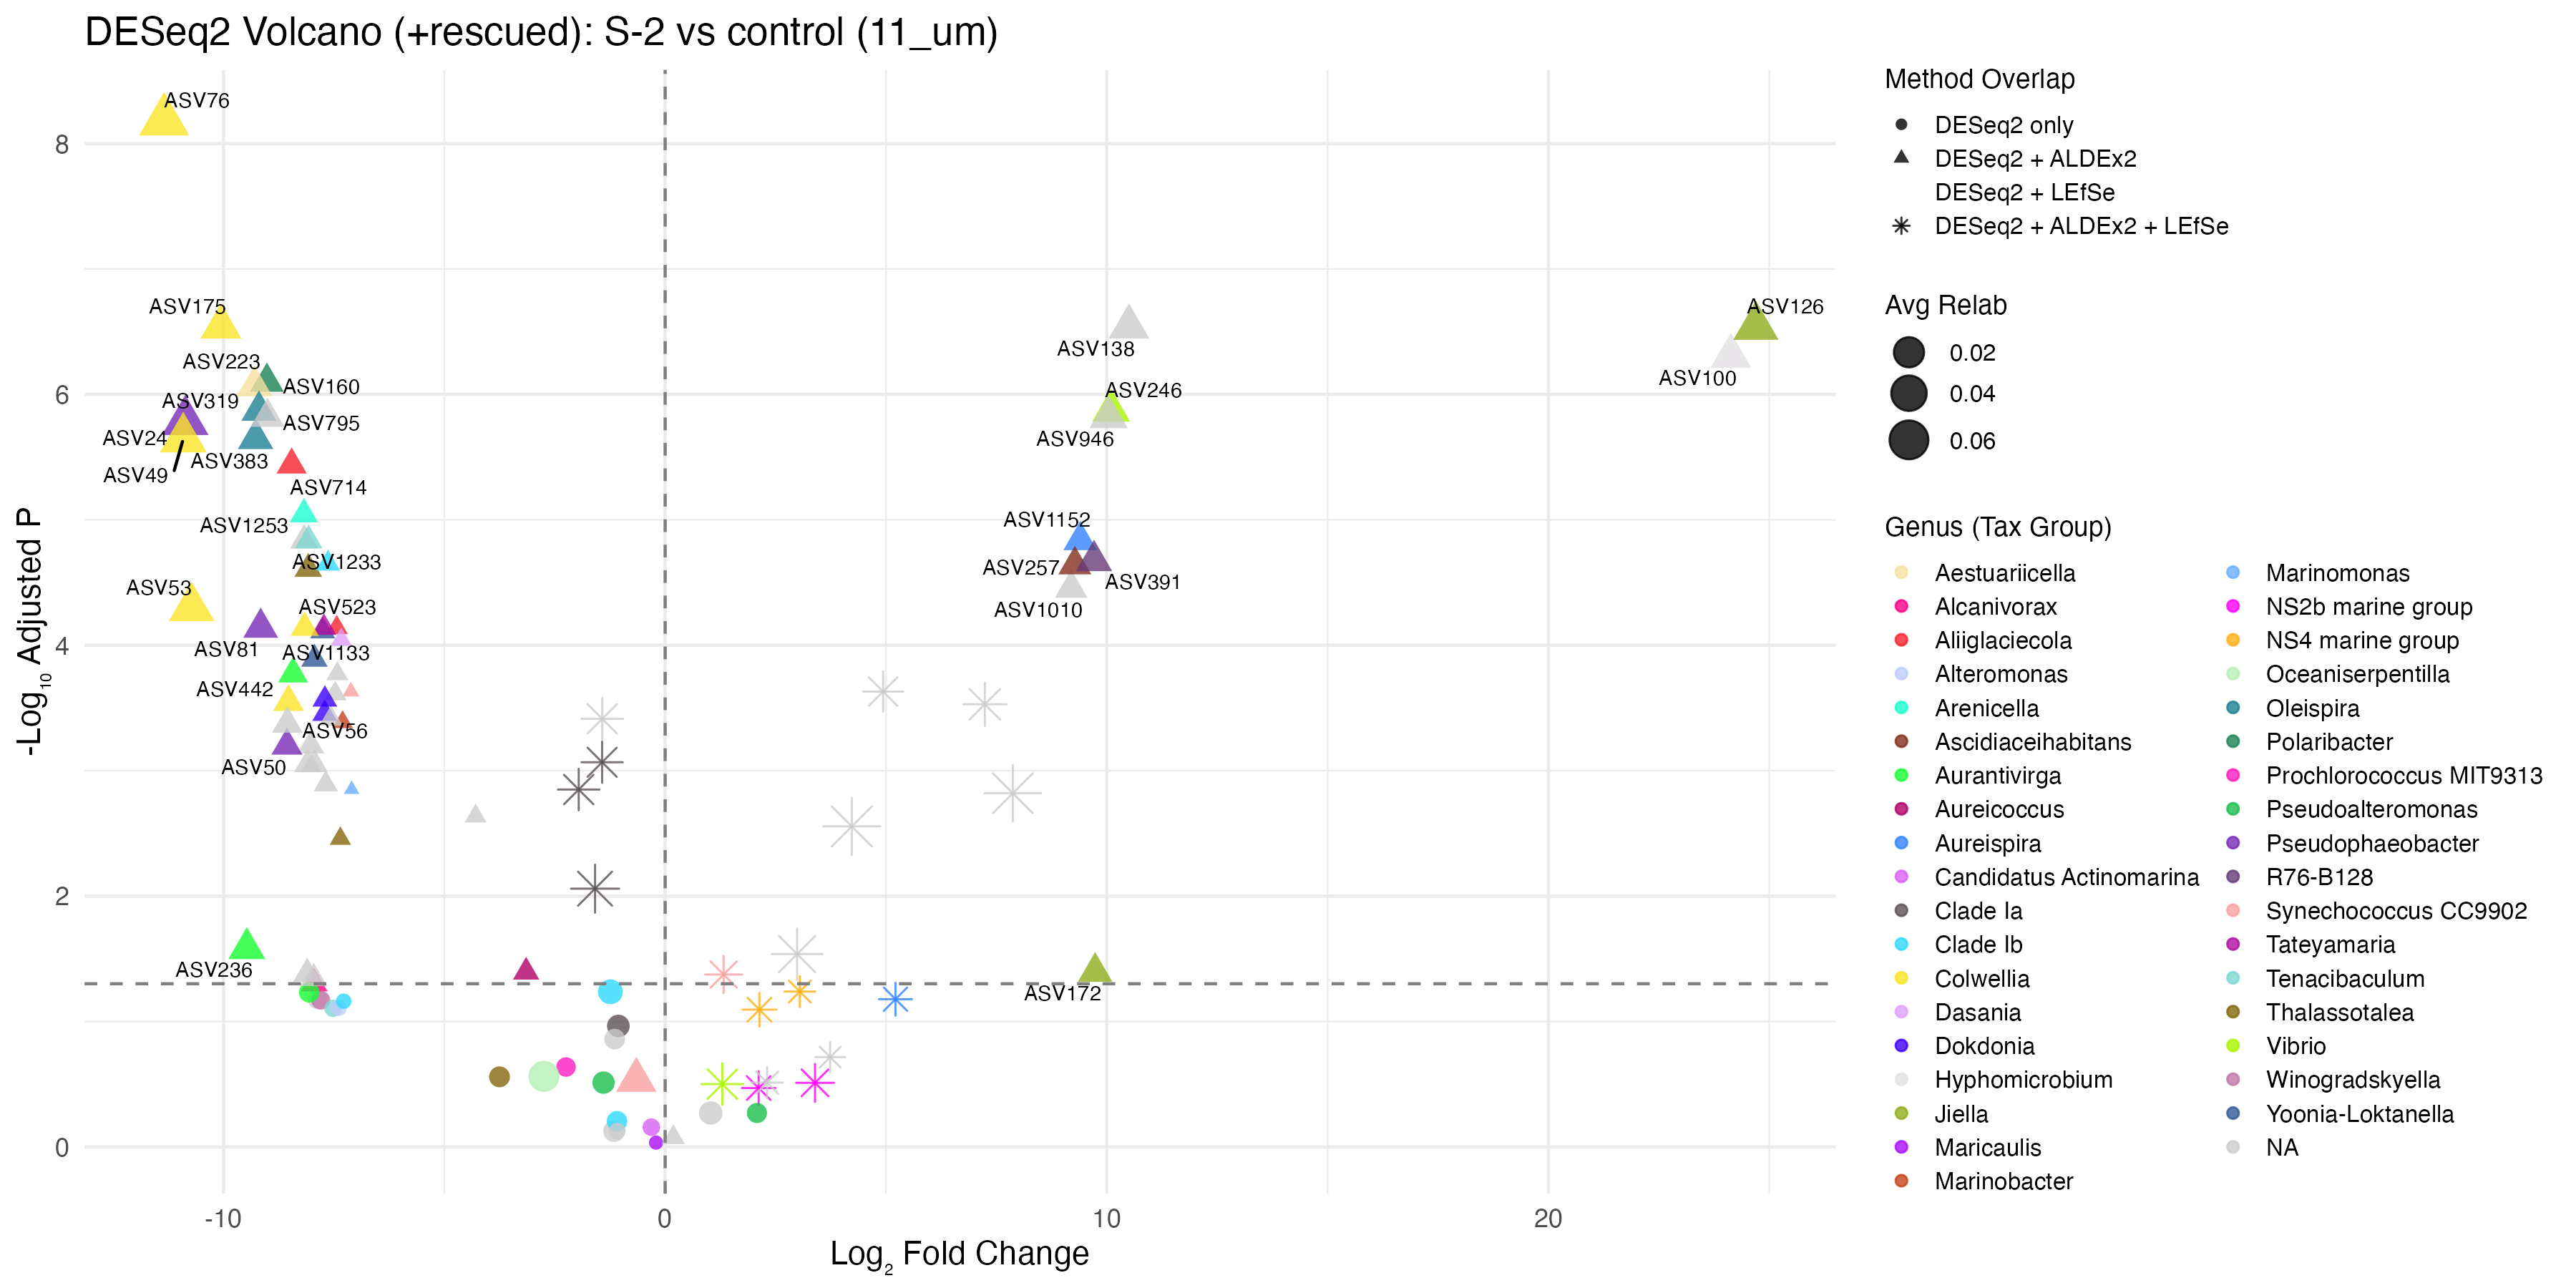 DESeq2 Volcano (+rescued): S-2 vs control (11_um)
-Log10 Adjusted P
8
6
4
2
0
-10
0
10
20
Log2 Fold Change
ASV76
ASV175
ASV223
ASV160
ASV319
ASV795
ASV24
ASV49
ASV383
ASV714
ASV1253
ASV1233
ASV53
ASV523
ASV81
ASV1133
ASV442
ASV56
ASV50
ASV236
ASV138
ASV246
ASV946
ASV1152
ASV257
ASV391
ASV1010
ASV172
ASV126
ASV100
Method Overlap
DESeq2 only
DESeq2 + ALDEx2
DESeq2 + LEfSe
DESeq2 + ALDEx2 + LEfSe
Avg Relab
0.02
0.04
0.06
Genus (Tax Group)
Aestuariicella
Alcanivorax
Aliiglaciecola
Alteromonas
Arenicella
Ascidiaceihabitans
Aurantivirga
Aureicoccus
Aureispira
Candidatus Actinomarina
Clade Ia
Clade Ib
Colwellia
Dasania
Dokdonia
Hyphomicrobium
Jiella
Maricaulis
Marinobacter
Marinomonas
NS2b marine group
NS4 marine group
Oceaniserpentilla
Oleispira
Polaribacter
Prochlorococcus MIT9313
Pseudoalteromonas
Pseudophaeobacter
R76-B128
Synechococcus CC9902
Tateyamaria
Tenacibaculum
Thalassotalea
Vibrio
Winogradskyella
Yoonia-Loktanella
NA